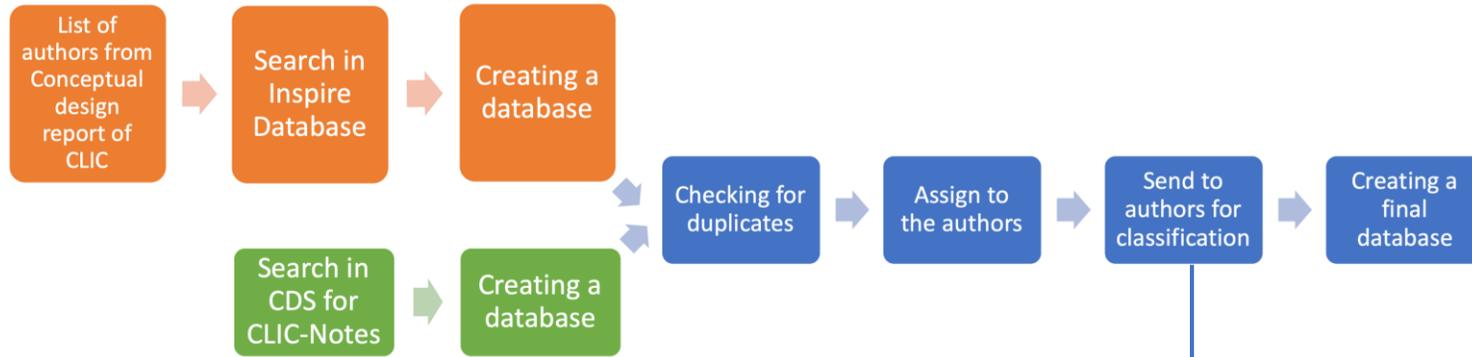 List of
authors from
Conceptual
design
report of
CLIC
Search in
Inspire
Database
Creating a
database
Search in
CDS for
CLIC-Notes
Creating a
database
Checking for
duplicates
Assign to
the authors
Send to
authors for
classification
Creating a
final
database